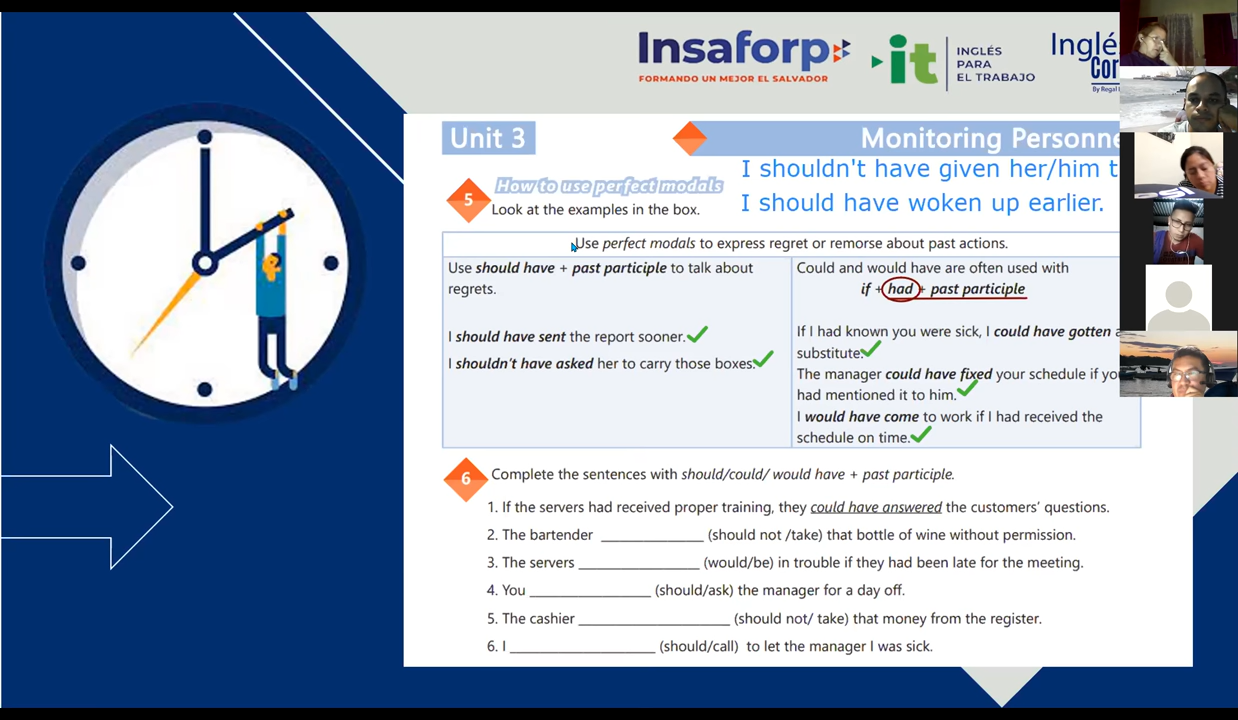 Insaforp
FORMANDO UN MEJOR EL SALVADOR
it
INGLÉS
PARA
EL TRABAJO
Unit 3
Monitoring
I shouldn't have given her/him
I should have woken up earlier.
5
How to use perfect modals
Look at the examples in the box.
Use perfect modals to express regret or remorse about past actions.
Use should have + past participle to talk about
regrets.
I should have sent the report sooner.
I shouldn't have asked her to carry those boxes.
Could and would have are often used with
if + had + past participle
If I had known you were sick, I could have gotten
substitute.
The manager could have fixed your schedule if
had mentioned it to him.
I would have come to work if I had received the
schedule on time.
6
Complete the sentences with should/could/ would have + past participle.
1. If the servers had received proper training, they could have answered the customers' questions.
2. The bartender _____________ (should not /take) that bottle of wine without permission.
3. The servers _______________ (would/be) in trouble if they had been late for the meeting.
4. You _______________ (should/ask) the manager for a day off.
5. The cashier ___________________ (should not/ take) that money from the register.
6. I __________________ (should/call) to let the manager I was sick.